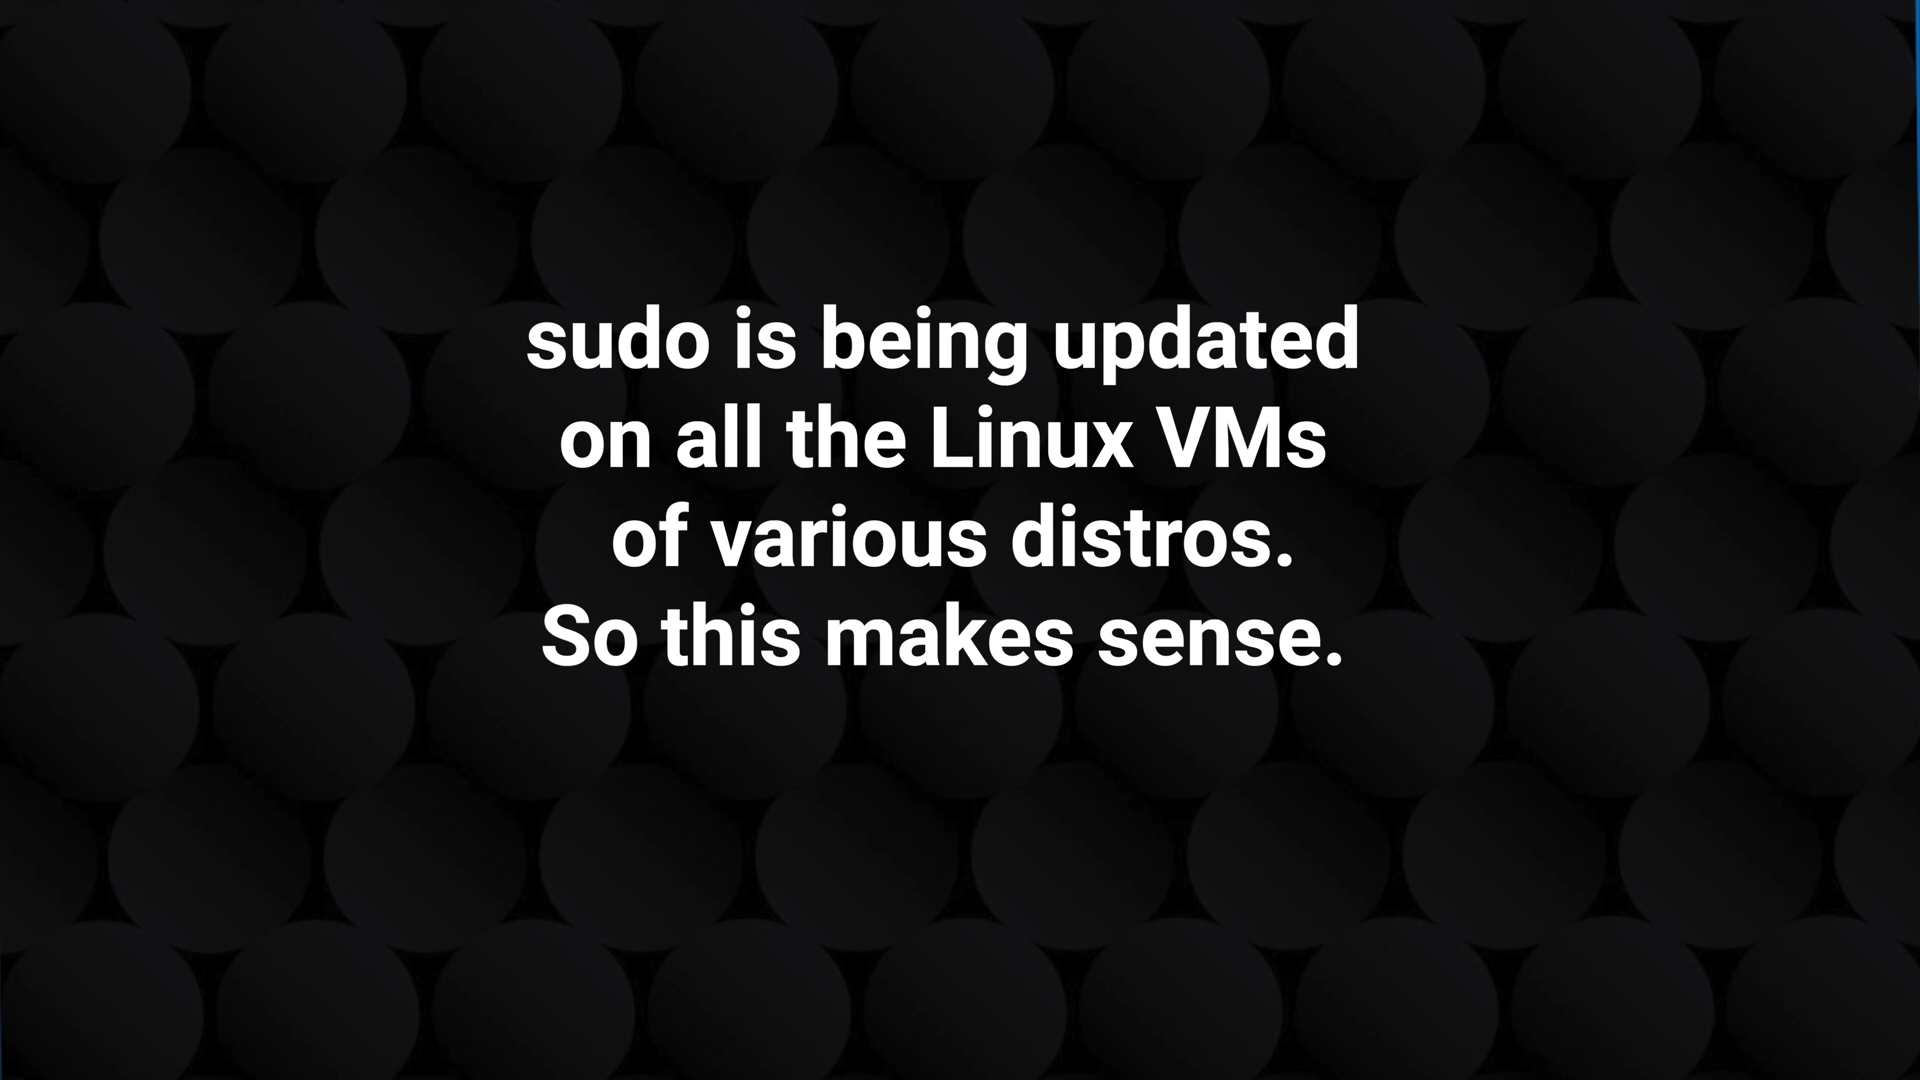 sudo is being updated
on all the Linux VMs
of various distros.
So this makes sense.